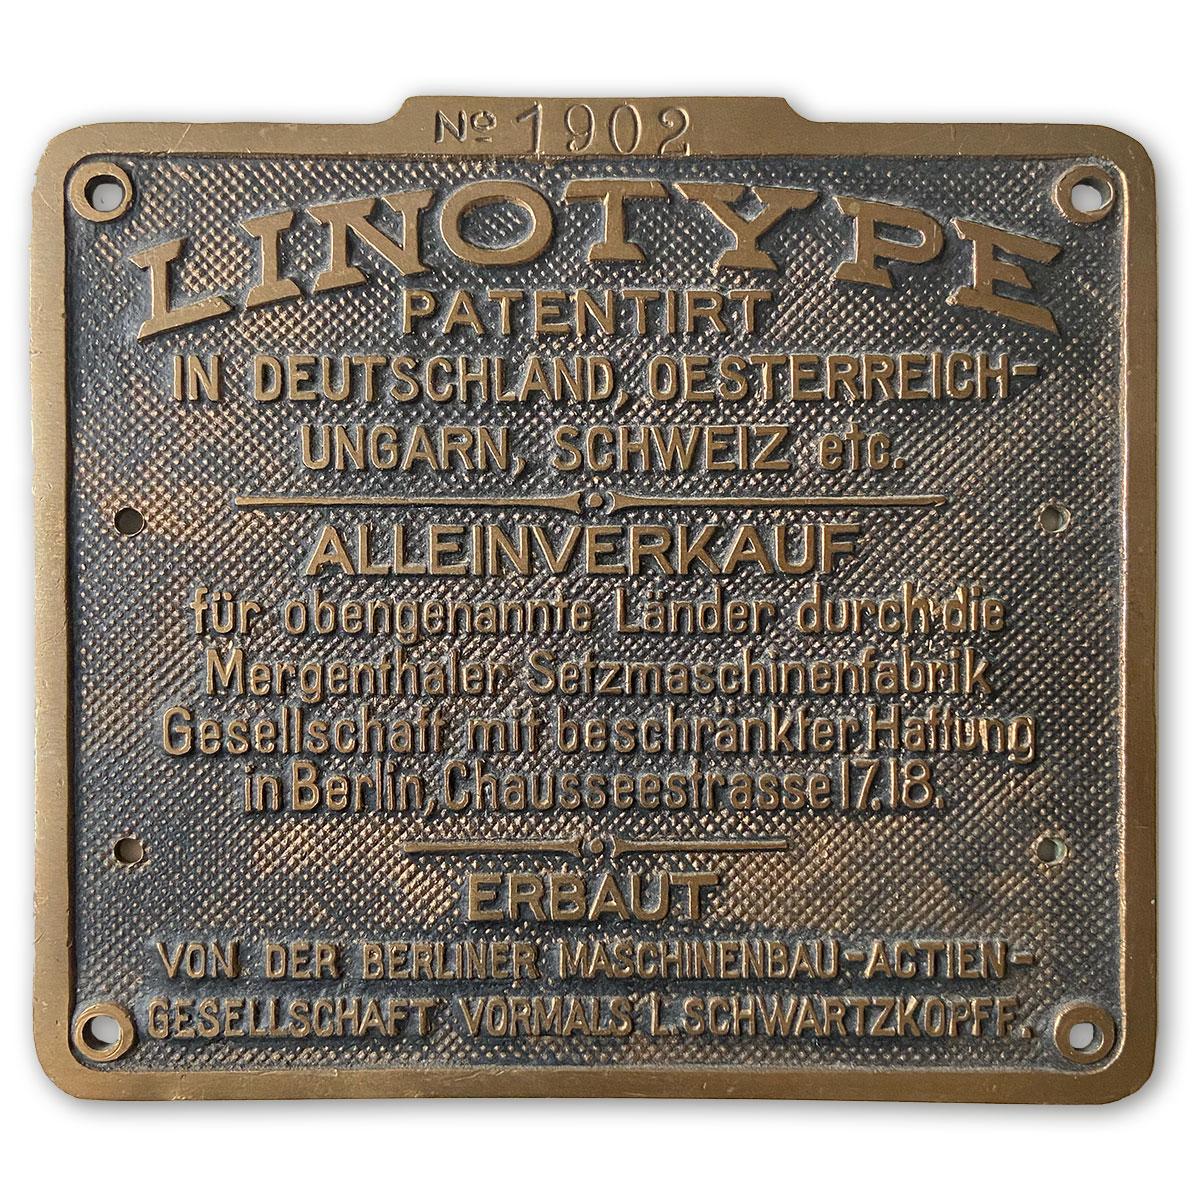 No 1902
LINOTYPE
PATENTIRT
IN DEUTSCHLAND, OESTERREICH-
UNGARN, SCHWEIZ etc.
ALLEINVERKAUF
für obengenannte Länder durch die
Mergenthaler Setzmaschinenfabrik
Gesellschaft mit beschränkter Haftung
in Berlin, Chausseestrasse 17.18.
ERBAUT
VON DER BERLINER MASCHINENBAU-ACTIEN-
GESELLSCHAFT VORMALS L. SCHWARTZKOPFF.